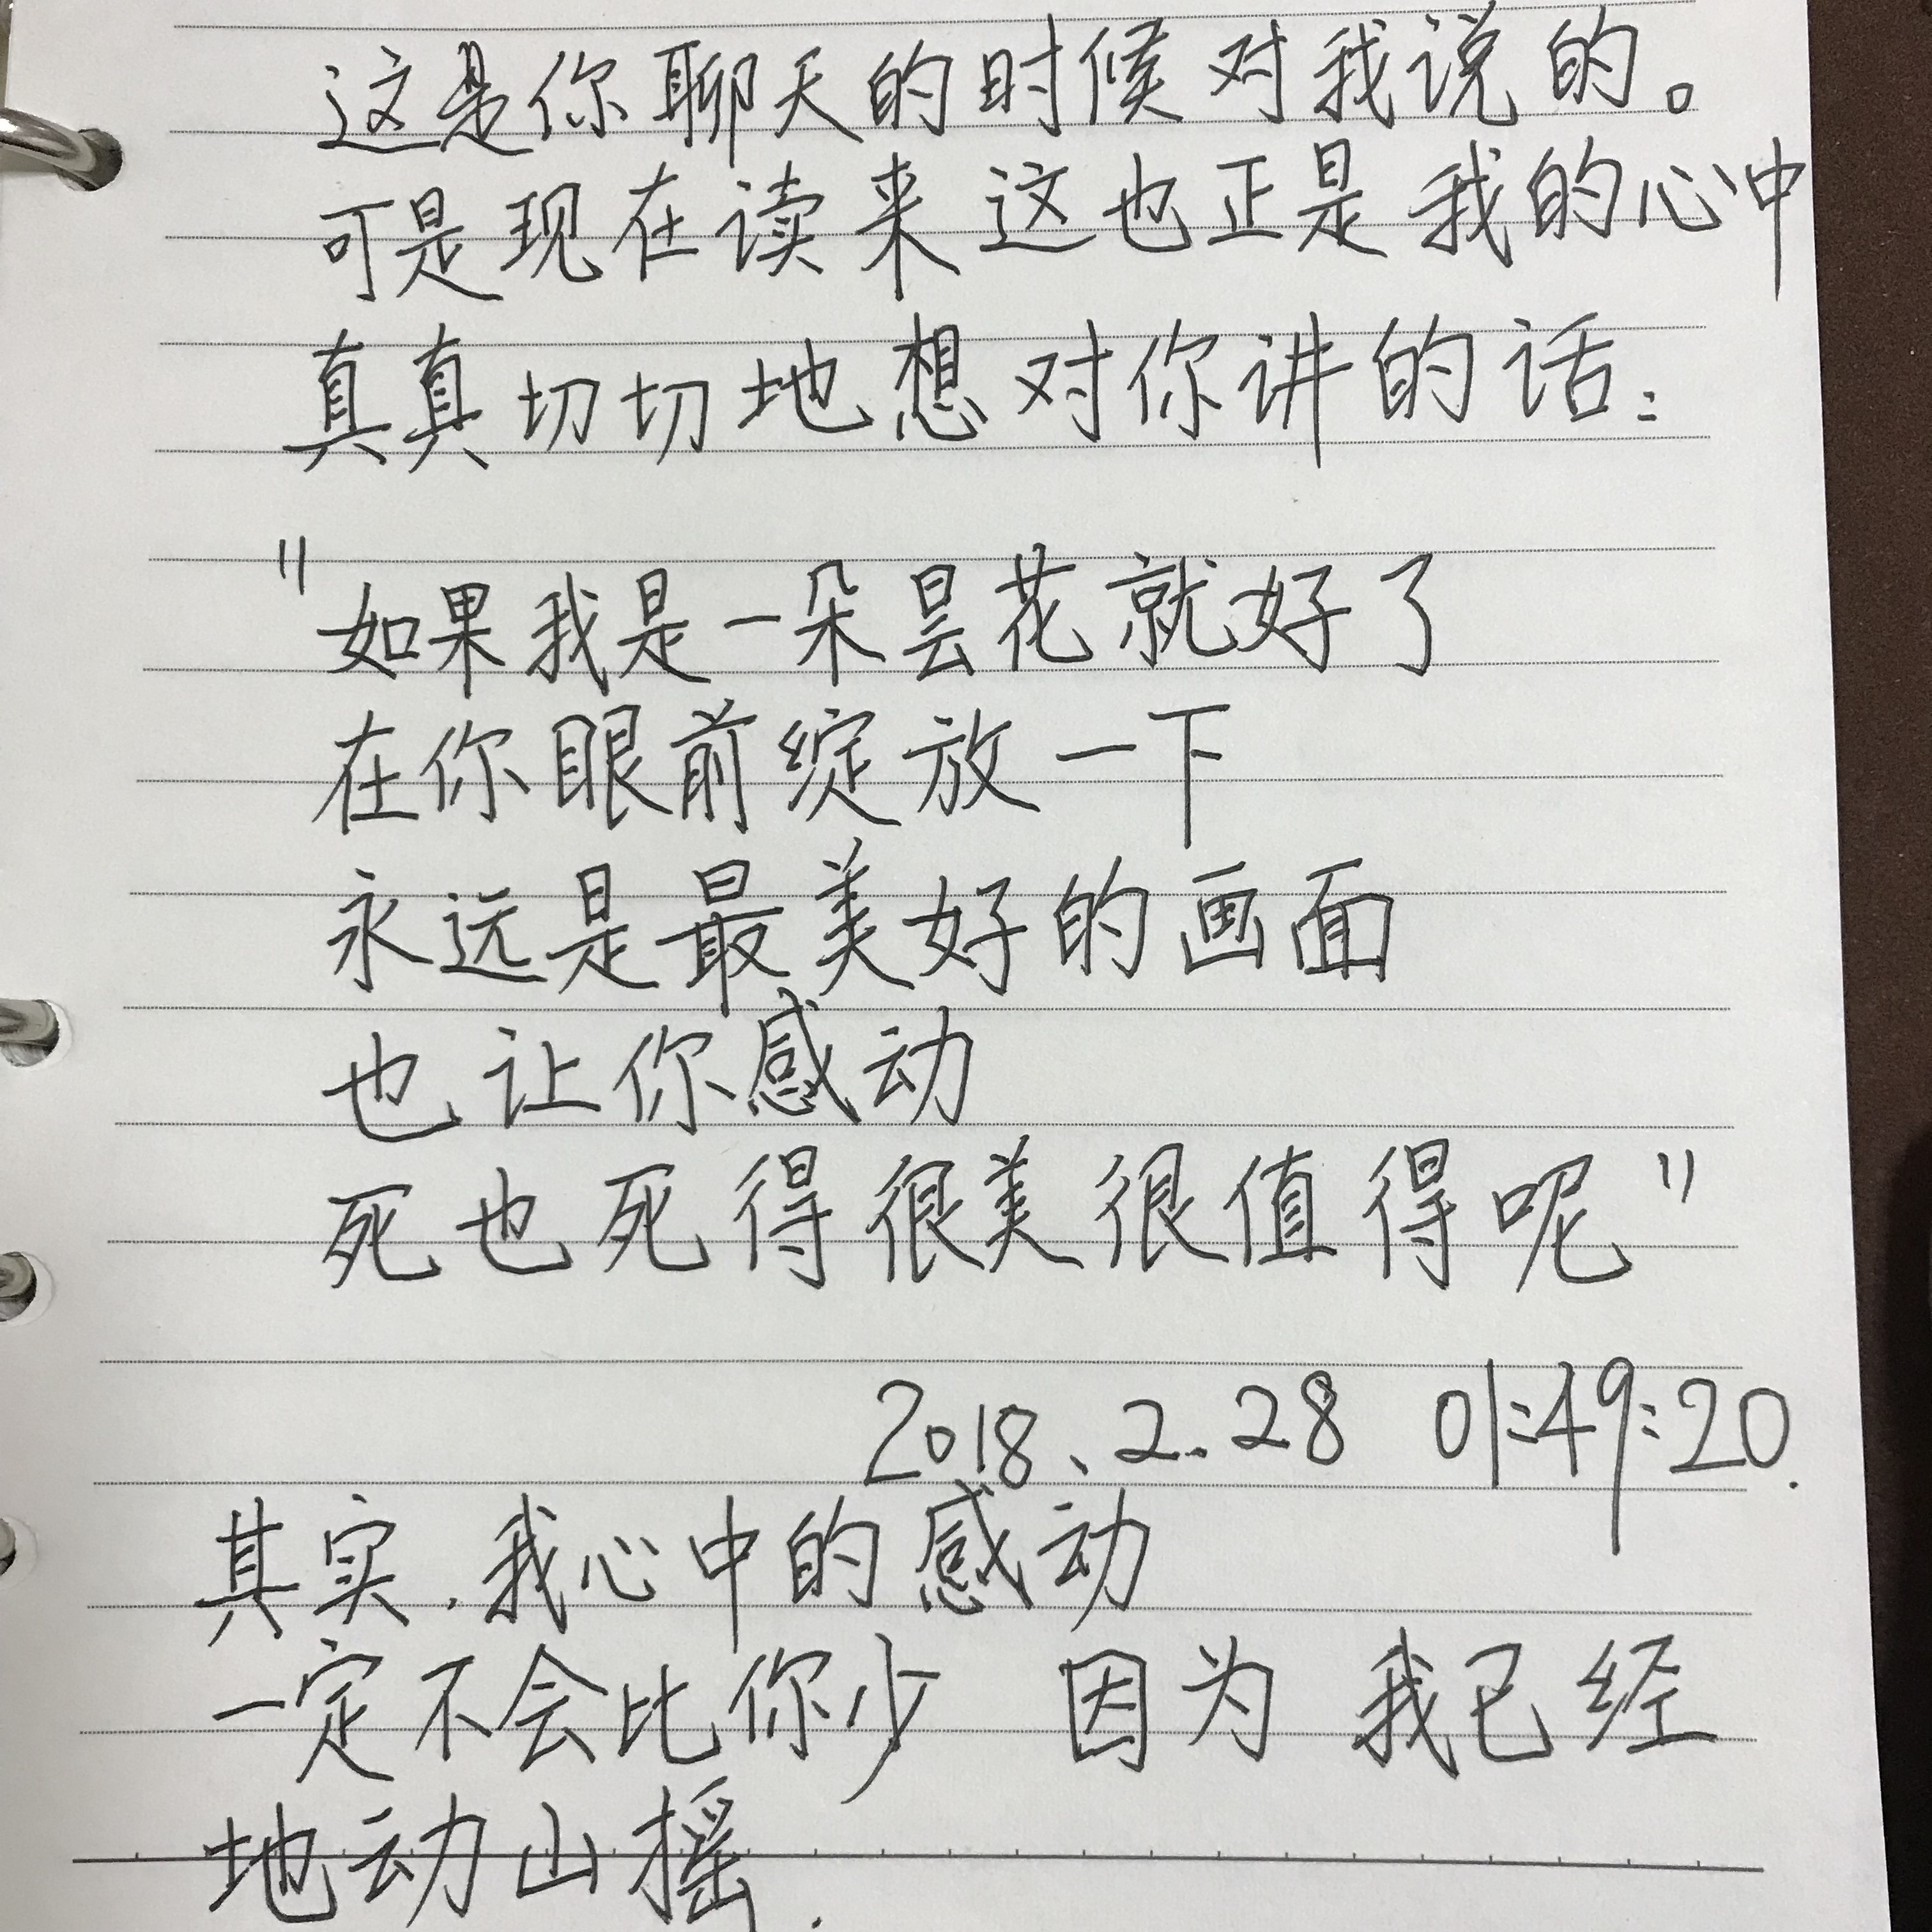 这是你聊天的时候对我说的。
可是现在读来这也正是我的心中
真真切切地想对你讲的话:
"如果我是一朵昙花就好了
在你眼前绽放一下
永远是最美好的画面
也让你感动
死也死得很美很值得呢"
2018、2.28 01:49:20.
其实.我心中的感动
一定不会比你少 因为我已经
地动山摇.